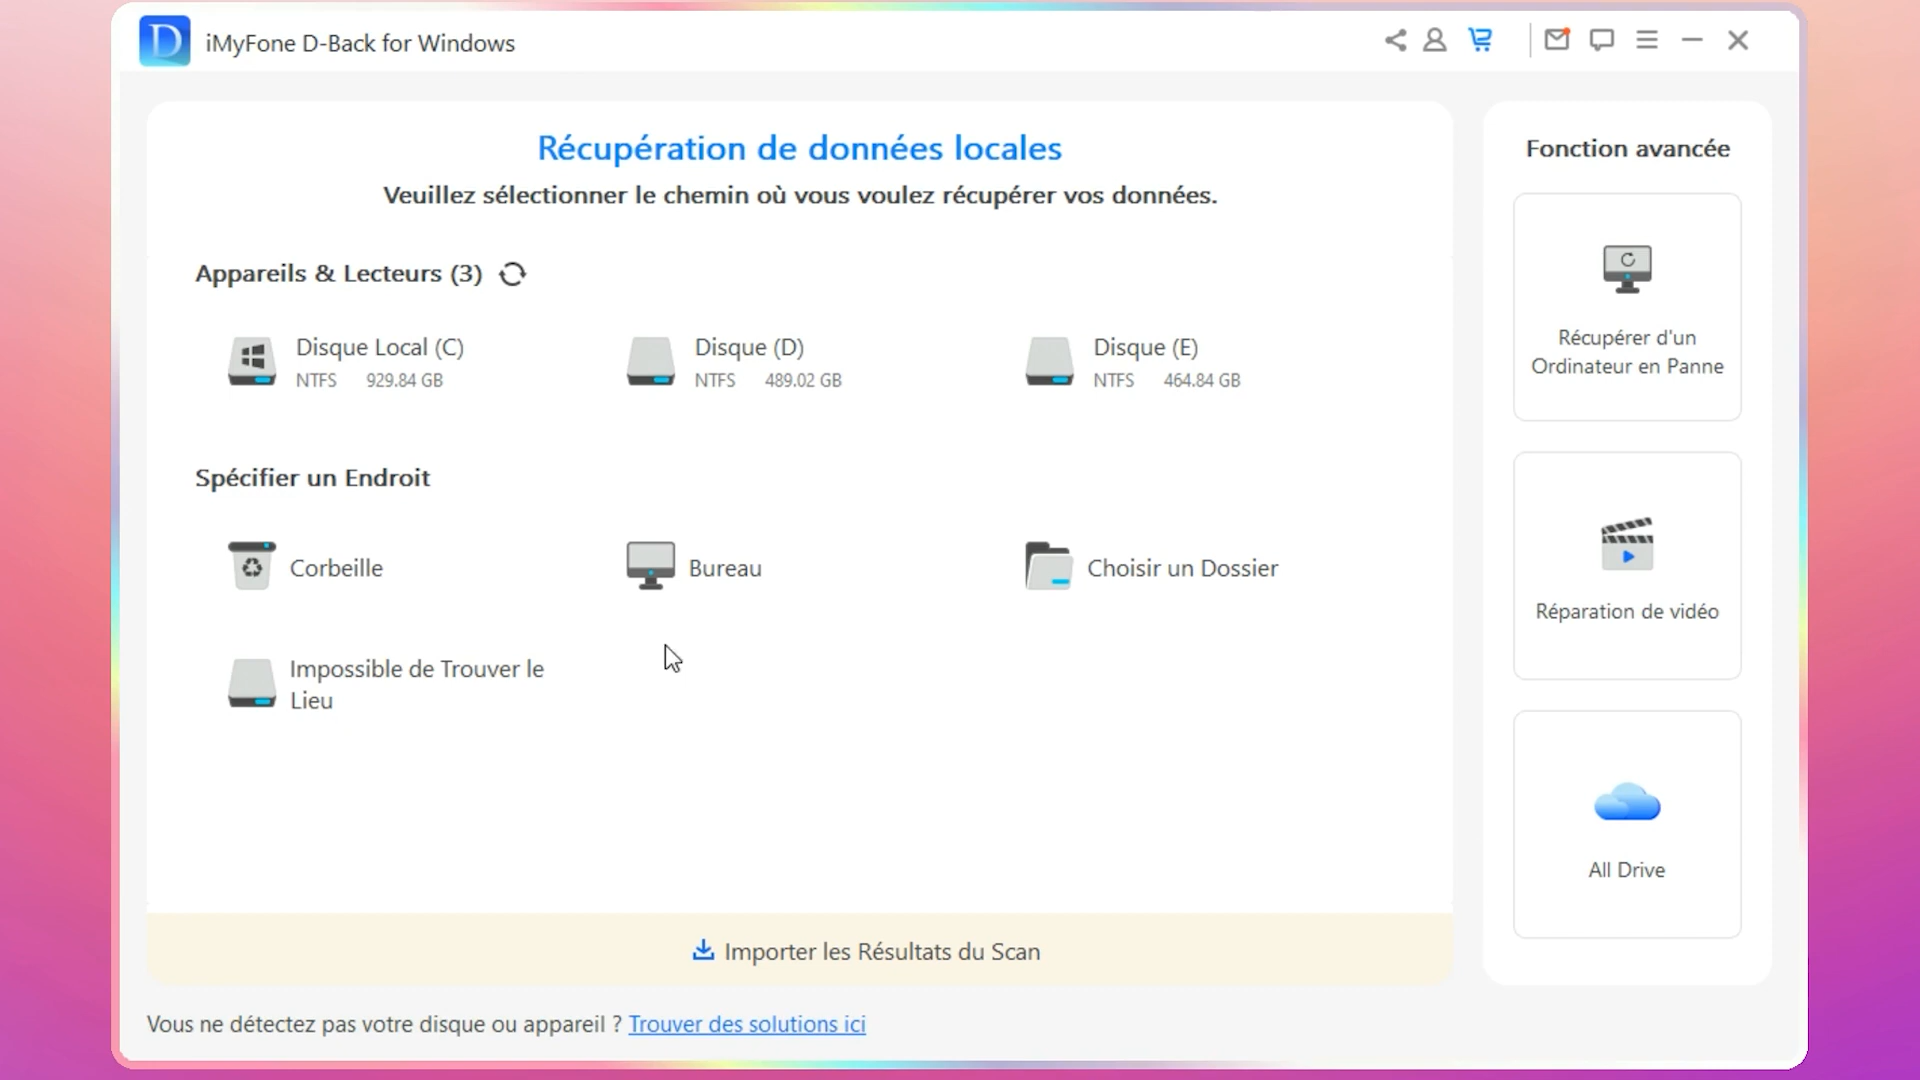 D iMyFone D-Back for Windows
Récupération de données locales
Veuillez sélectionner le chemin où vous voulez récupérer vos données.
Appareils & Lecteurs (3)
Disque Local (C)
NTFS 929.84 GB
Disque (D)
NTFS 489.02 GB
Disque (E)
NTFS 464.84 GB
Spécifier un Endroit
Corbeille
Bureau
Choisir un Dossier
Impossible de Trouver le
Lieu
Importer les Résultats du Scan
Vous ne détectez pas votre disque ou appareil ? Trouver des solutions ici
Fonction avancée
Récupérer d'un
Ordinateur en Panne
Réparation de vidéo
All Drive